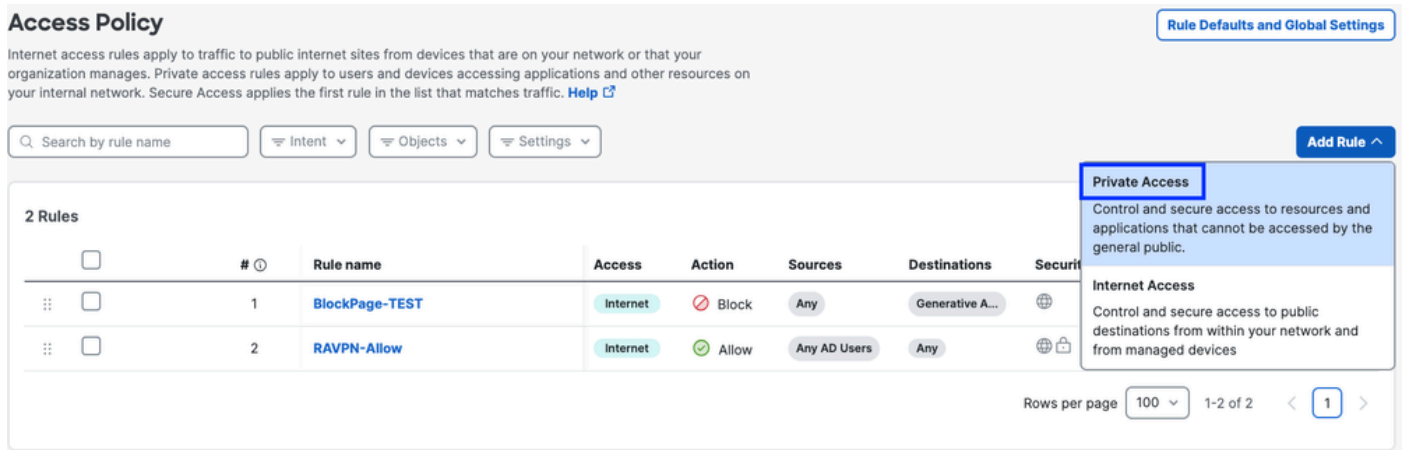 Access Policy
Rule Defaults and Global Settings
Internet access rules apply to traffic to public internet sites from devices that are on your network or that your
organization manages. Private access rules apply to users and devices accessing applications and other resources on
your internal network. Secure Access applies the first rule in the list that matches traffic. Help
Search by rule name Intent Objects Settings Add Rule
Private Access
Control and secure access to resources and
applications that cannot be accessed by the
general public.
Internet Access
Control and secure access to public
destinations from within your network and
from managed devices
2 Rules
# Rule name Access Action Sources Destinations Securit
1 BlockPage-TEST Internet Block Any Generative A...
2 RAVPN-Allow Internet Allow Any AD Users Any
Rows per page 100 1-2 of 2 < 1 >